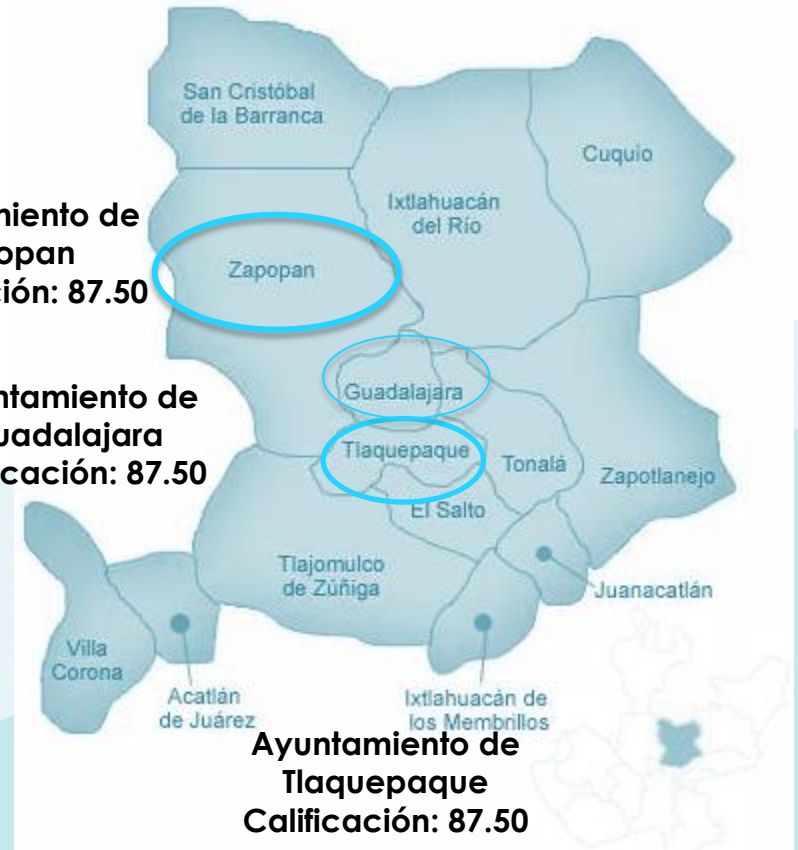 San Cristóbal
de la Barranca
Cuquío
Ixtlahuacán
del Río
miento de
opan
ción: 87.50
Zapopan
ntamiento de
uadalajara
cación: 87.50
Guadalajara
Tlaquepaque
Tonalá
Zapotlanejo
El Salto
Tlajomulco
de Zúñiga
Juanacatlán
Villa
Corona
Acatlán
de Juárez
Ixtlahuacán de
los Membrillos
Ayuntamiento de
Tlaquepaque
Calificación: 87.50